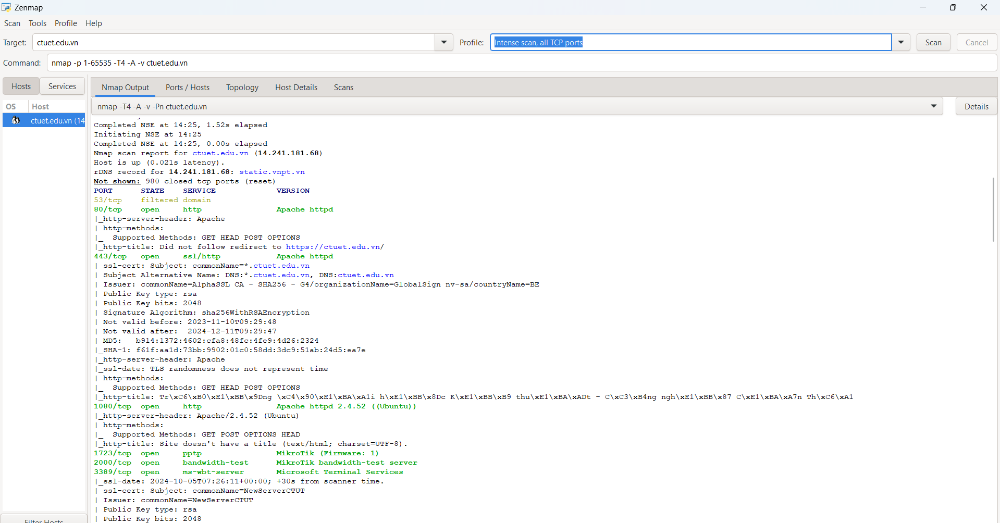 Zenmap
Scan Tools Profile Help
Target: ctuet.edu.vn Profile: Intense scan, all TCP ports Scan Cancel
Command: nmap -p 1-65535 -T4 -A -v ctuet.edu.vn
Hosts Services Nmap Output Ports / Hosts Topology Host Details Scans
OS Host nmap -T4 -A -v -Pn ctuet.edu.vn Details
ctuet.edu.vn (14
Completed NSE at 14:25, 1.52s elapsed
Initiating NSE at 14:25
Completed NSE at 14:25, 0.00s elapsed
Nmap scan report for ctuet.edu.vn (14.241.181.68)
Host is up (0.021s latency).
rDNS record for 14.241.181.68: static.vnpt.vn
Not shown: 980 closed tcp ports (reset)
PORT STATE SERVICE VERSION
53/tcp filtered domain
80/tcp open http Apache httpd
|_http-server-header: Apache
| http-methods:
|_ Supported Methods: GET HEAD POST OPTIONS
|_http-title: Did not follow redirect to https://ctuet.edu.vn/
443/tcp open ssl/http Apache httpd
| ssl-cert: Subject: commonName=*.ctuet.edu.vn
| Subject Alternative Name: DNS:*.ctuet.edu.vn, DNS:ctuet.edu.vn
| Issuer: commonName=AlphaSSL CA - SHA256 - G4/organizationName=GlobalSign nv-sa/countryName=BE
| Public Key type: rsa
| Public Key bits: 2048
| Signature Algorithm: sha256WithRSAEncryption
| Not valid before: 2023-11-10T09:29:48
| Not valid after: 2024-12-11T09:29:47
| MD5: b914:1372:4602:cfa8:48fc:4fe9:4d26:2324
|_SHA-1: f61f:aa1d:73bb:9902:01c0:58dd:3dc9:51ab:24d5:ea7e
|_http-server-header: Apache
|_ssl-date: TLS randomness does not represent time
| http-methods:
|_ Supported Methods: GET HEAD POST OPTIONS
|_http-title: Tr\xC6\xB0\xE1\xBB\x9Dng \xC4\x90\xE1\xBA\xA1i h\xE1\xBB\x8Dc K\xE1\xBB\xB9 thu\xE1\xBA\xADt - C\xC3\xB4ng ngh\xE1\xBB\x87 C\xE1\xBA\xA7n Th\xC6\xA1
1080/tcp open http Apache httpd 2.4.52 ((Ubuntu))
|_http-server-header: Apache/2.4.52 (Ubuntu)
| http-methods:
|_ Supported Methods: GET POST OPTIONS HEAD
|_http-title: Site doesn't have a title (text/html; charset=UTF-8).
1723/tcp open pptp MikroTik (Firmware: 1)
2000/tcp open bandwidth-test MikroTik bandwidth-test server
3389/tcp open ms-wbt-server Microsoft Terminal Services
|_ssl-date: 2024-10-05T07:26:11+00:00; +30s from scanner time.
| ssl-cert: Subject: commonName=NewServerCTUT
| Issuer: commonName=NewServerCTUT
| Public Key type: rsa
| Public Key bits: 2048
Filter Hosts